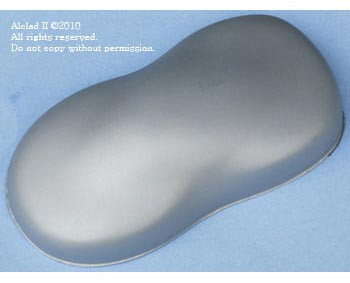 Alclad II ©2010
All rights reserved.
Do not copy without permission.